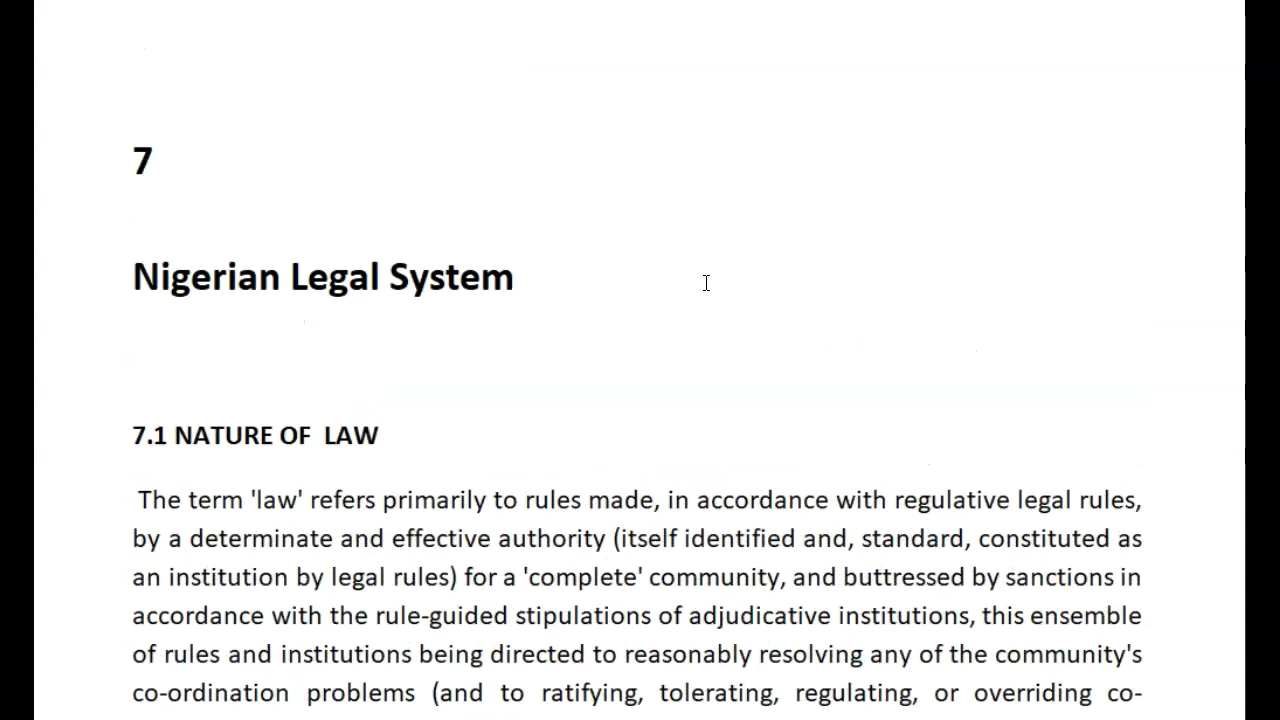 7
Nigerian Legal System
7.1 NATURE OF  LAW
The term 'law' refers primarily to rules made, in accordance with regulative legal rules,
by a determinate and effective authority (itself identified and, standard, constituted as
an institution by legal rules) for a 'complete' community, and buttressed by sanctions in
accordance with the rule-guided stipulations of adjudicative institutions, this ensemble
of rules and institutions being directed to reasonably resolving any of the community's
co-ordination problems (and to ratifying, tolerating, regulating, or overriding co-